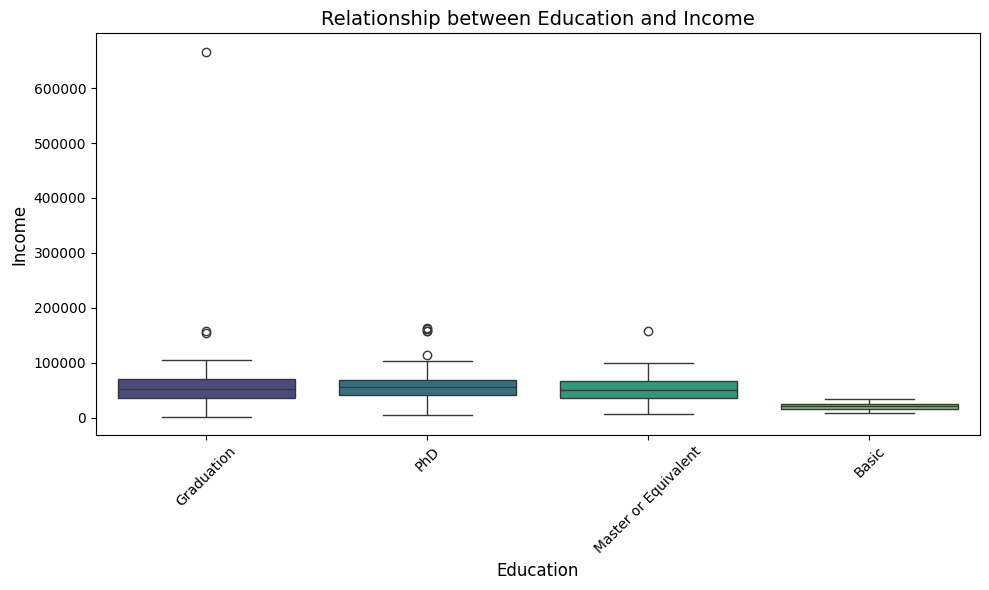 Relationship between Education and Income
Income
600000
500000
400000
300000
200000
100000
0
Graduation
PhD
Master or Equivalent
Basic
Education